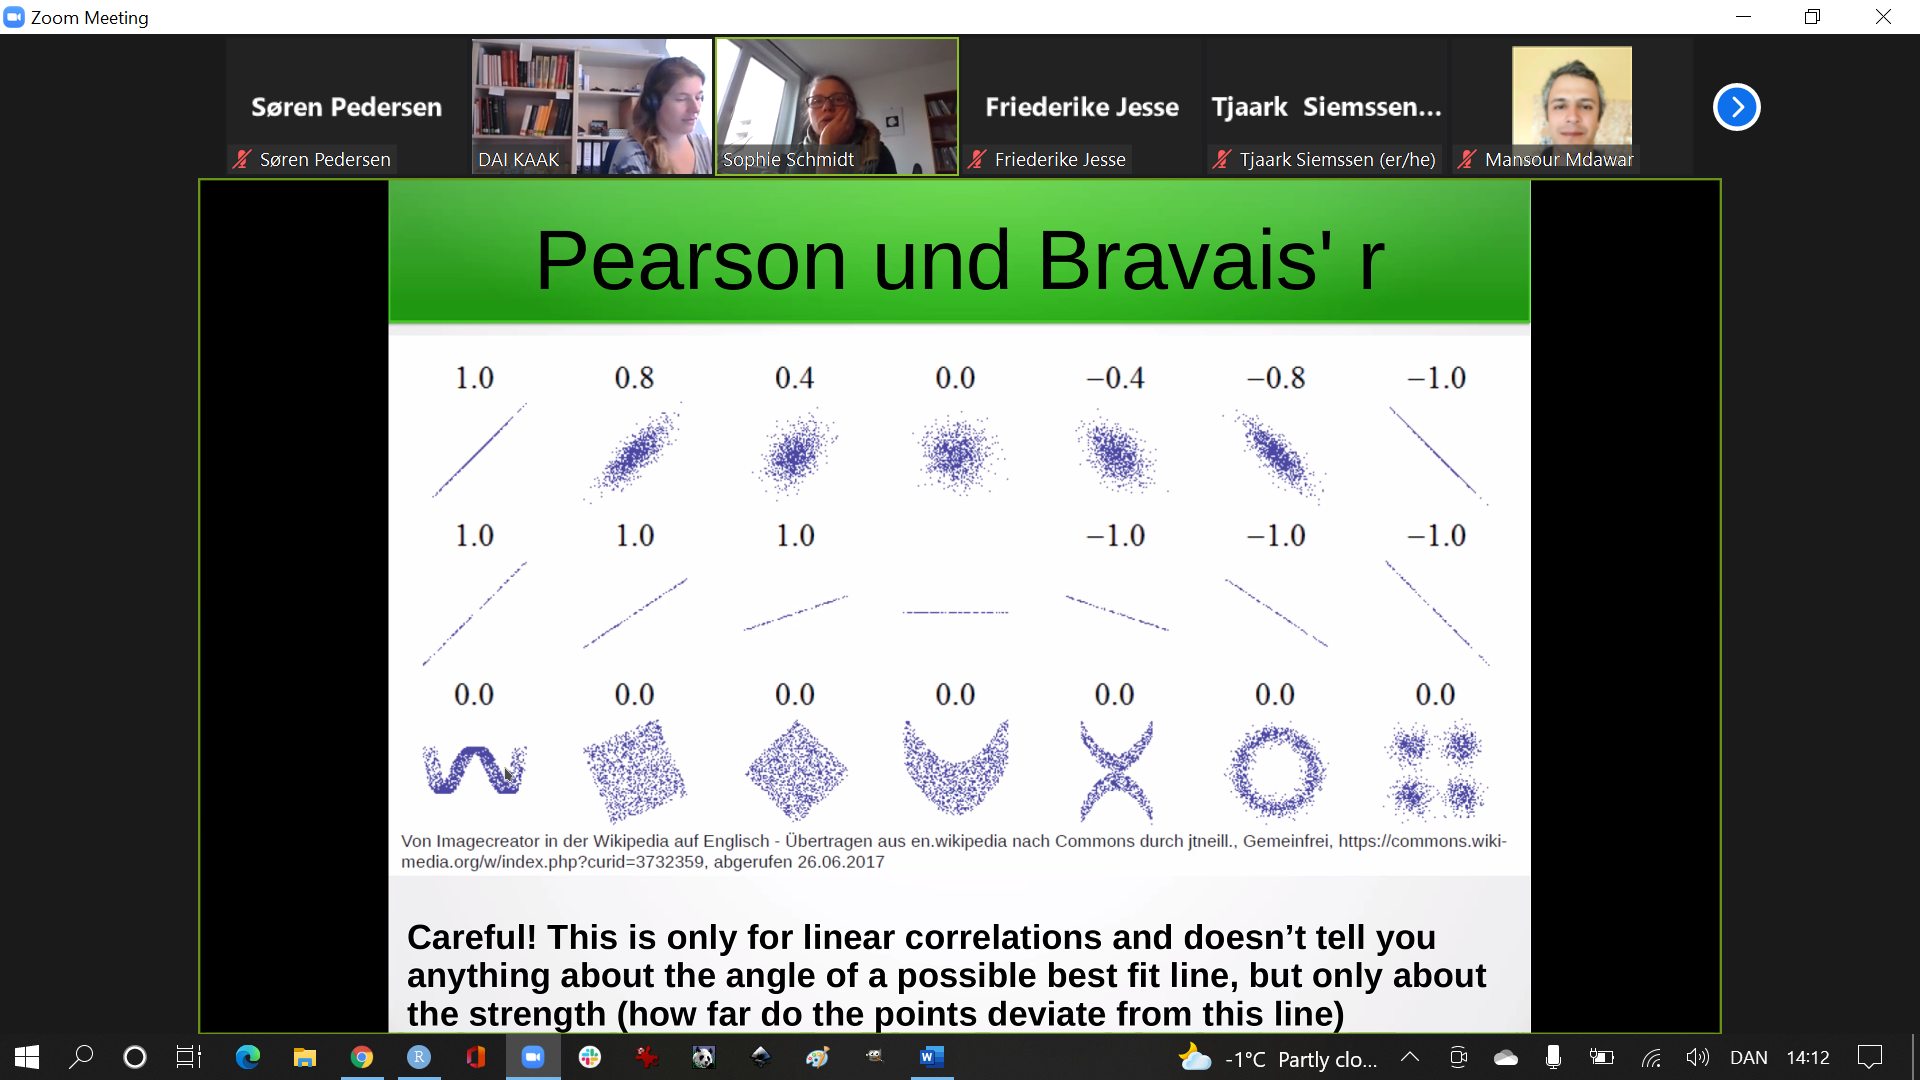 Zoom Meeting
Søren Pedersen
Friederike Jesse
Tjaark Siemssen...
Søren Pedersen
DAI KAAK
Sophie Schmidt
Friederike Jesse
Tjaark Siemssen (er/he)
Mansour Mdawar
Pearson und Bravais' r
1.0 0.8 0.4 0.0 −0.4 −0.8 −1.0
1.0 1.0 1.0 −1.0 −1.0 −1.0
0.0 0.0 0.0 0.0 0.0 0.0 0.0
Von Imagecreator in der Wikipedia auf Englisch - Übertragen aus en.wikipedia nach Commons durch jtneill., Gemeinfrei, https://commons.wiki-
media.org/w/index.php?curid=3732359, abgerufen 26.06.2017
Careful! This is only for linear correlations and doesn’t tell you
anything about the angle of a possible best fit line, but only about
the strength (how far do the points deviate from this line)
R
W
-1°C Partly clo...
DAN
14:12